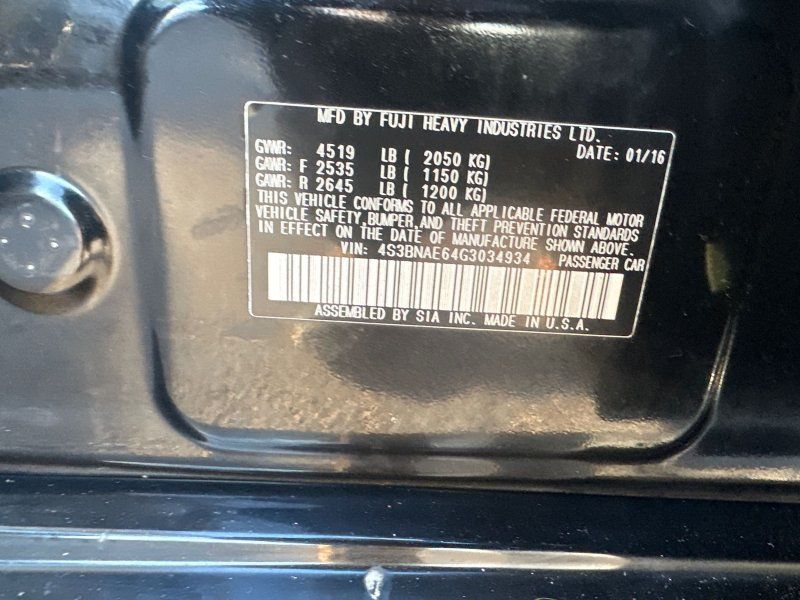 MFD BY FUJI HEAVY INDUSTRIES LTD.
GVWR: 4519 LB ( 2050 KG) DATE: 01/16
GAWR: F 2535 LB ( 1150 KG)
GAWR: R 2645 LB ( 1200 KG)
THIS VEHICLE CONFORMS TO ALL APPLICABLE FEDERAL MOTOR
VEHICLE SAFETY, BUMPER, AND THEFT PREVENTION STANDARDS
IN EFFECT ON THE DATE OF MANUFACTURE SHOWN ABOVE.
VIN: 4S3BNAE64G3034934 PASSENGER CAR
ASSEMBLED BY SIA INC. MADE IN U.S.A.